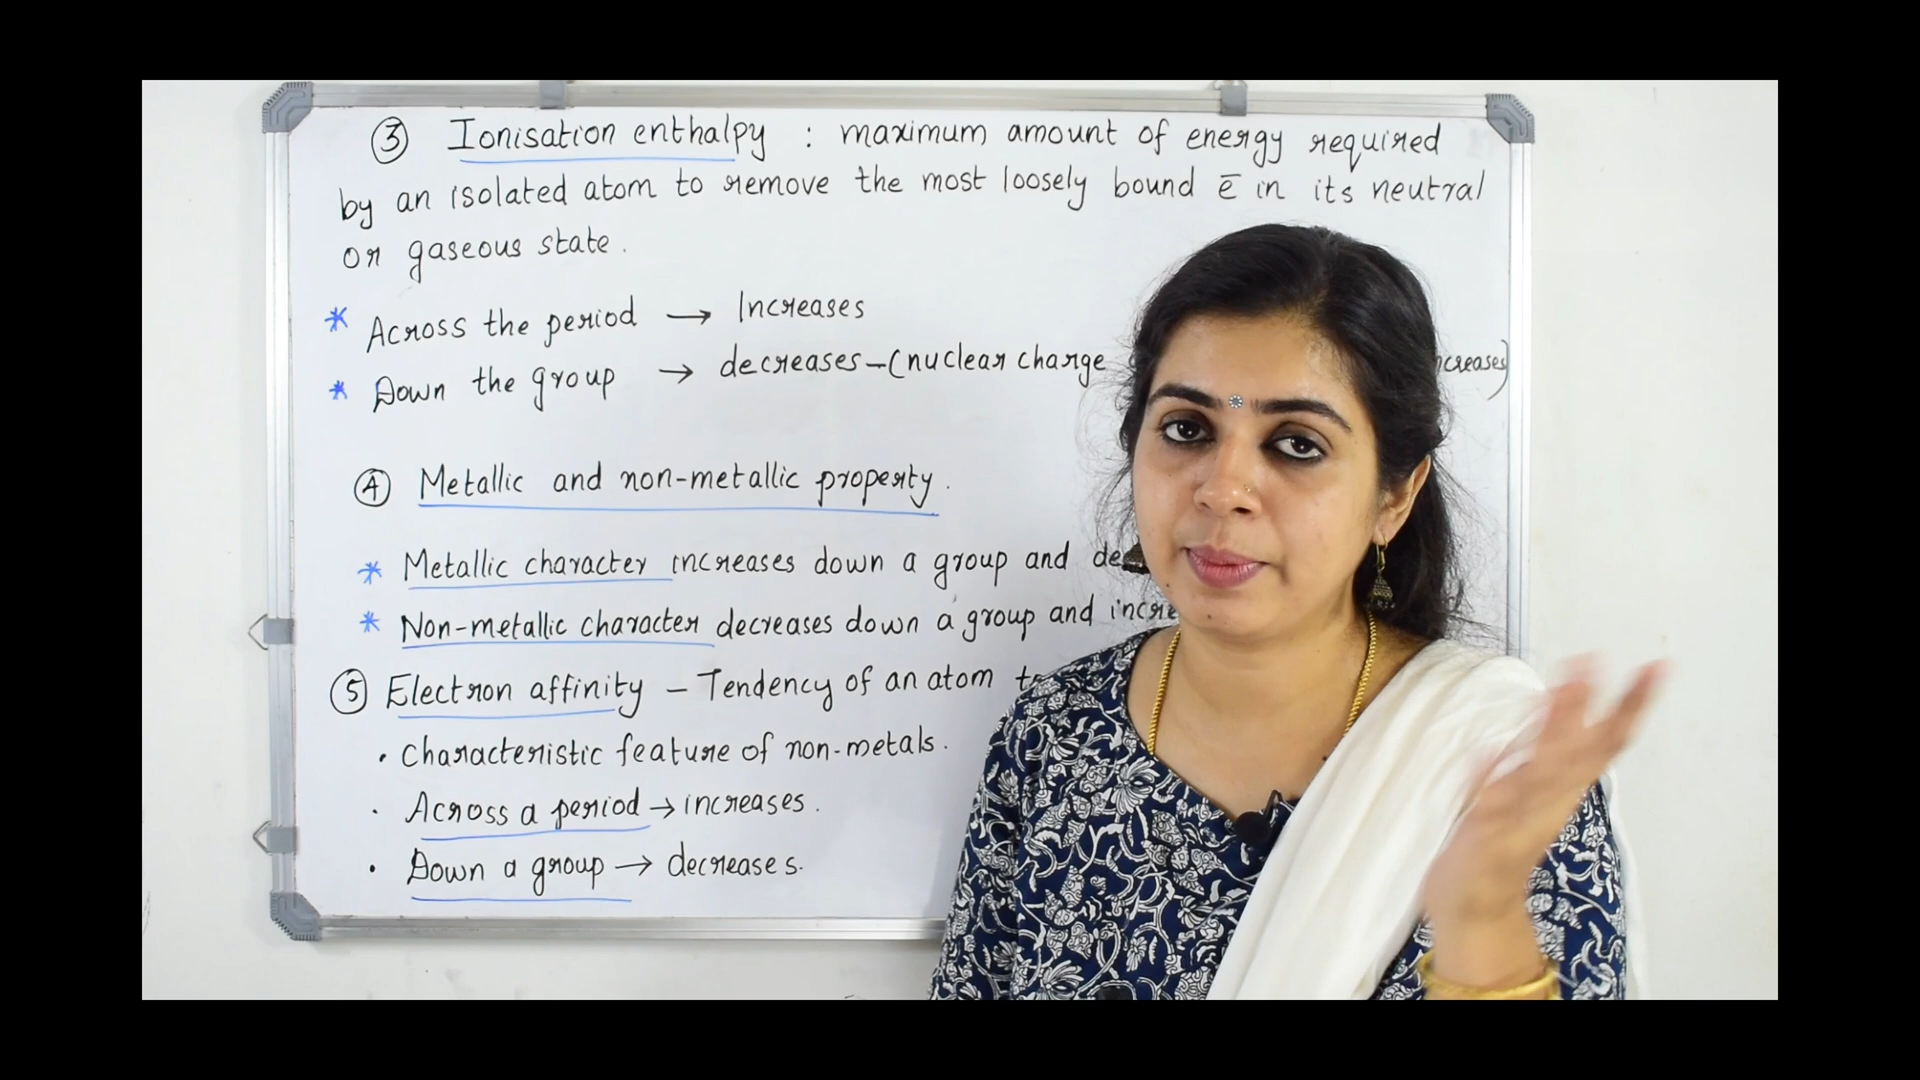 ③ Ionisation enthalpy : maximum amount of energy required
by an isolated atom to remove the most loosely bound ē in its neutral
or gaseous state.
* Across the period → Increases
* Down the group → decreases - (nuclear charge
④ Metallic and non-metallic property.
* Metallic character increases down a group and
* Non-metallic character decreases down a group and
⑤ Electron affinity - Tendency of an atom
• Characteristic feature of non-metals.
• Across a period → increases.
• Down a group → decreases.